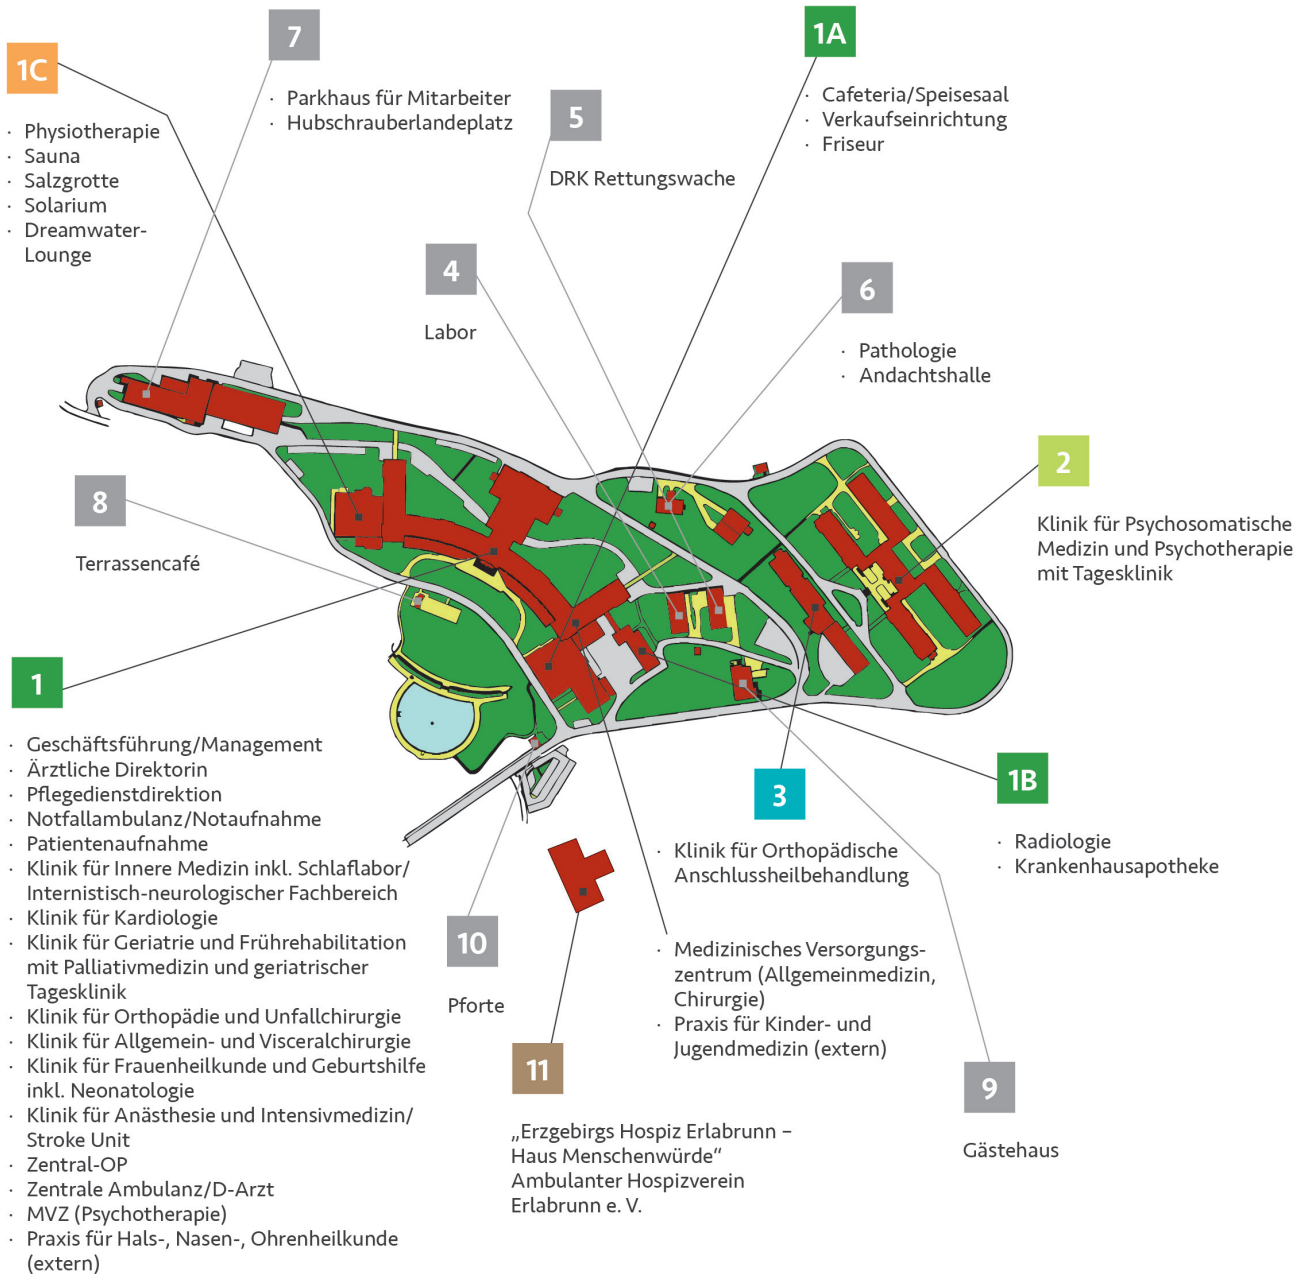 1C
· Physiotherapie
· Sauna
· Salzgrotte
· Solarium
· Dreamwater-
Lounge
7
· Parkhaus für Mitarbeiter
· Hubschrauberlandeplatz
5
DRK Rettungswache
1A
· Cafeteria/Speisesaal
· Verkaufseinrichtung
· Friseur
4
Labor
6
· Pathologie
· Andachtshalle
2
Klinik für Psychosomatische
Medizin und Psychotherapie
mit Tagesklinik
8
Terrassencafé
1
· Geschäftsführung/Management
· Ärztliche Direktorin
· Pflegedienstdirektion
· Notfallambulanz/Notaufnahme
· Patientenaufnahme
· Klinik für Innere Medizin inkl. Schlaflabor/
Internistisch-neurologischer Fachbereich
· Klinik für Kardiologie
· Klinik für Geriatrie und Frührehabilitation
mit Palliativmedizin und geriatrischer
Tagesklinik
· Klinik für Orthopädie und Unfallchirurgie
· Klinik für Allgemein- und Visceralchirurgie
· Klinik für Frauenheilkunde und Geburtshilfe
inkl. Neonatologie
· Klinik für Anästhesie und Intensivmedizin/
Stroke Unit
· Zentral-OP
· Zentrale Ambulanz/D-Arzt
· MVZ (Psychotherapie)
· Praxis für Hals-, Nasen-, Ohrenheilkunde
(extern)
10
Pforte
11
„Erzgebirgs Hospiz Erlabrunn –
Haus Menschenwürde“
Ambulanter Hospizverein
Erlabrunn e. V.
3
· Klinik für Orthopädische
Anschlussheilbehandlung
· Medizinisches Versorgungs-
zentrum (Allgemeinmedizin,
Chirurgie)
· Praxis für Kinder- und
Jugendmedizin (extern)
1B
· Radiologie
· Krankenhausapotheke
9
Gästehaus